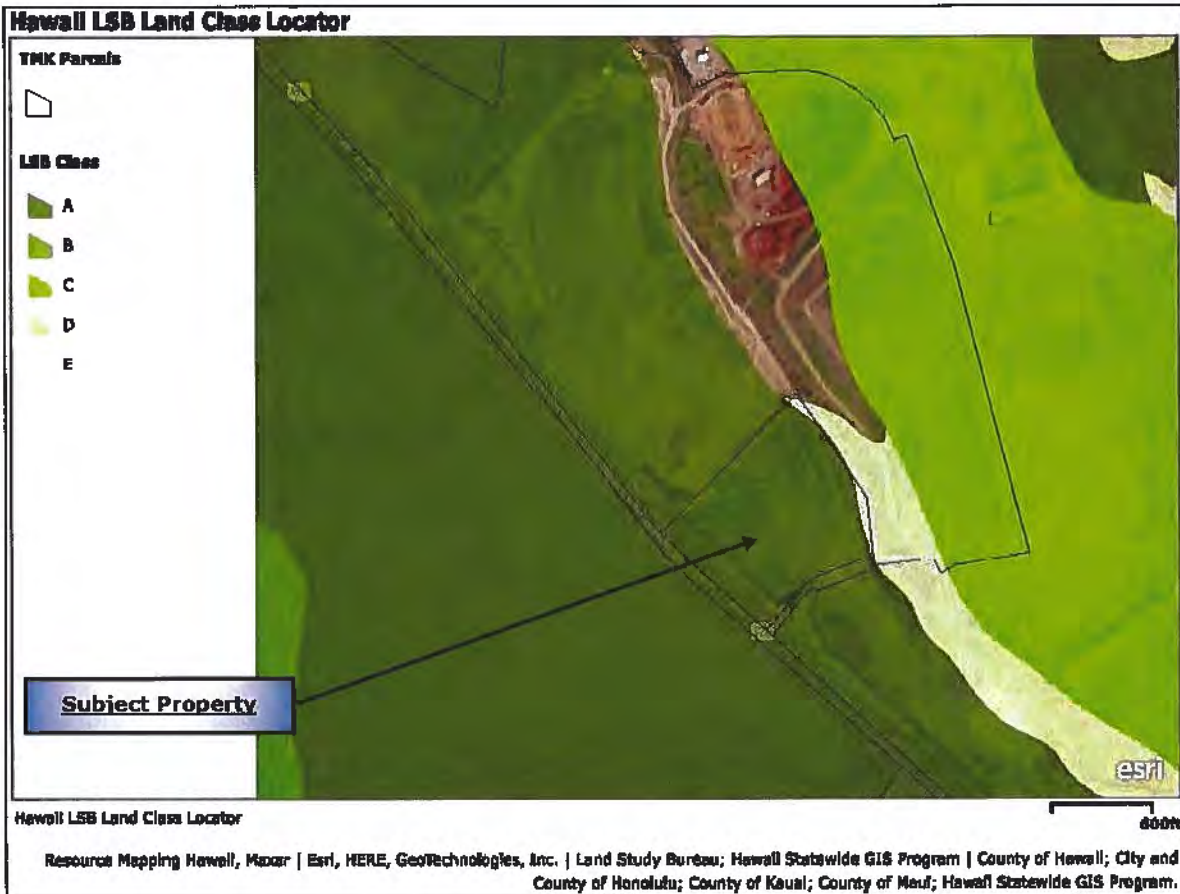 Hawaii LSB Land Class Locator
TMK Parcels
LSB Class
A
B
C
D
E
Subject Property
esri
Hawaii LSB Land Class Locator
600ft
Resource Mapping Hawaii, Maxar | Esri, HERE, GeoTechnologies, Inc. | Land Study Bureau; Hawaii Statewide GIS Program | County of Hawaii; City and
County of Honolulu; County of Kauai; County of Maui; Hawaii Statewide GIS Program.